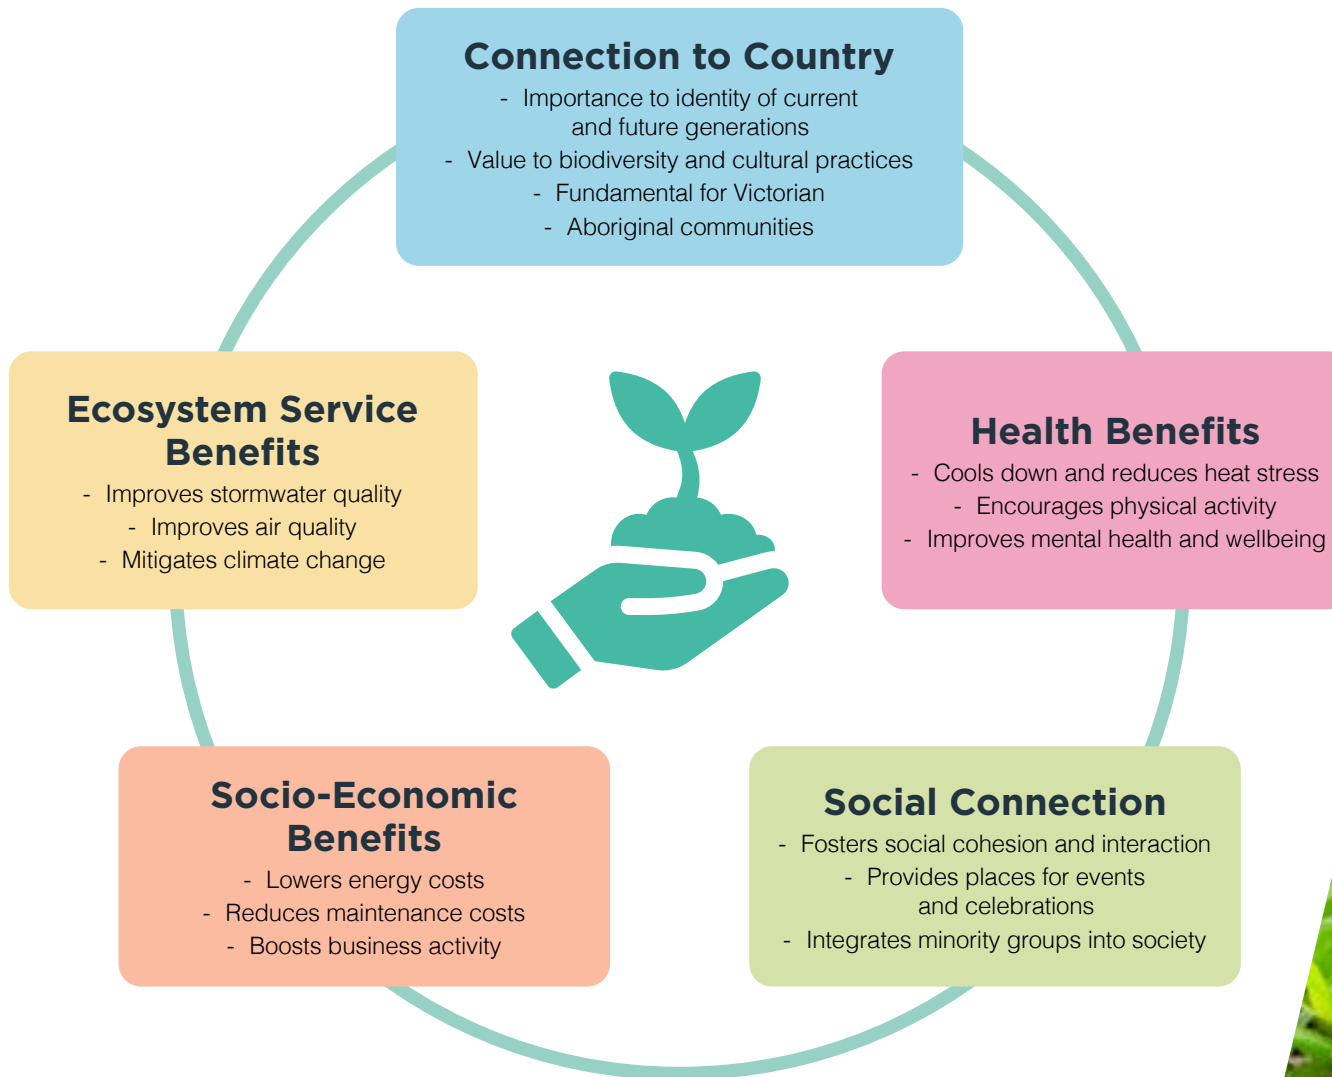 Connection to Country
- Importance to identity of current
and future generations
- Value to biodiversity and cultural practices
- Fundamental for Victorian
- Aboriginal communities
Ecosystem Service
Benefits
- Improves stormwater quality
- Improves air quality
- Mitigates climate change
Health Benefits
- Cools down and reduces heat stress
- Encourages physical activity
- Improves mental health and wellbeing
Socio-Economic
Benefits
- Lowers energy costs
- Reduces maintenance costs
- Boosts business activity
Social Connection
- Fosters social cohesion and interaction
- Provides places for events
and celebrations
- Integrates minority groups into society